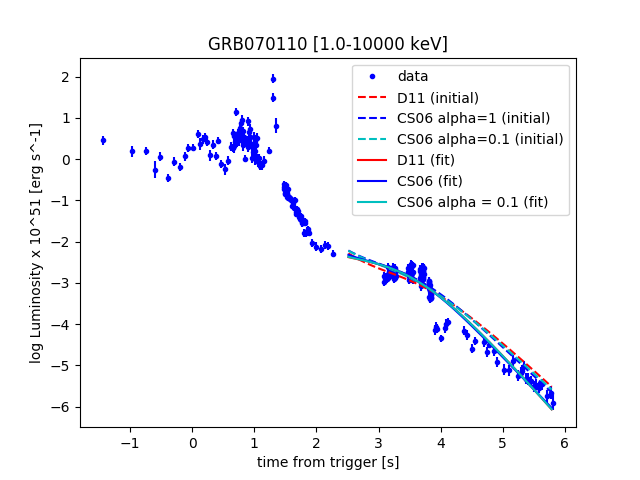 GRB070110 [1.0-10000 keV]
data
D11 (initial)
CS06 alpha=1 (initial)
CS06 alpha=0.1 (initial)
D11 (fit)
CS06 (fit)
CS06 alpha = 0.1 (fit)
log Luminosity x 10^51 [erg s^-1]
2
1
0
−1
−2
−3
−4
−5
−6
−1 0 1 2 3 4 5 6
time from trigger [s]